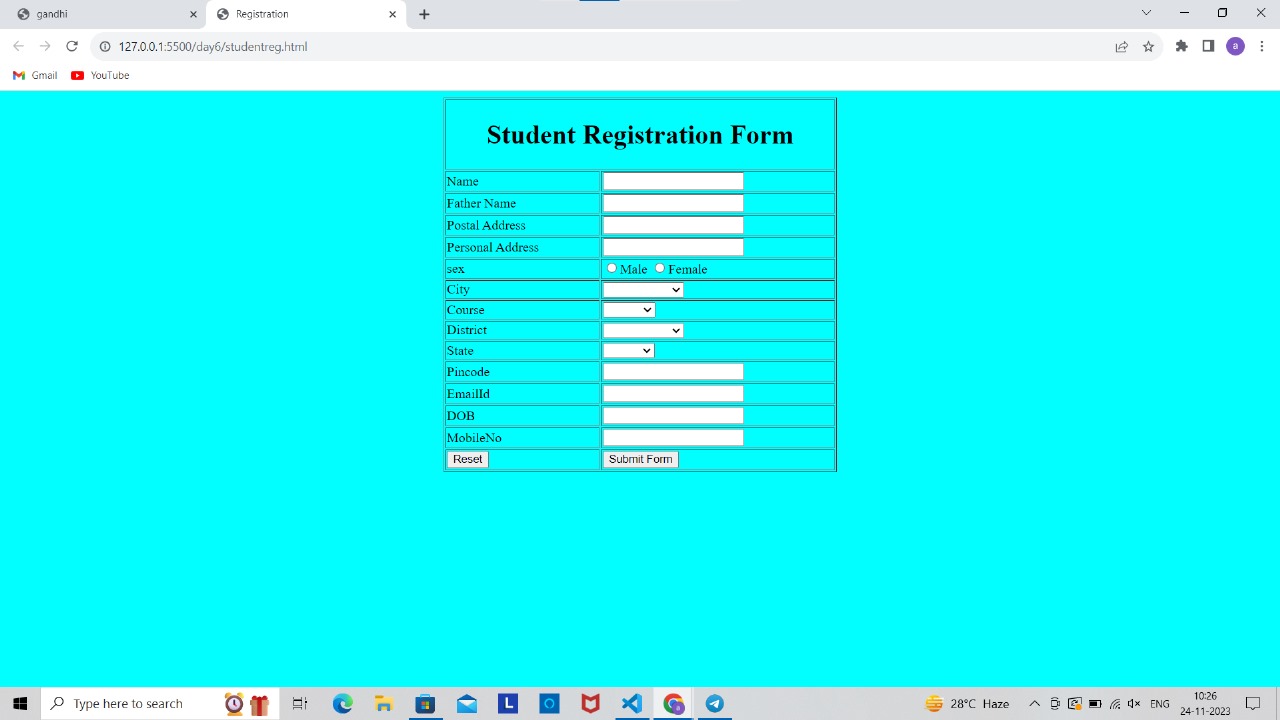 gandhi
Registration
127.0.0.1:5500/day6/studentreg.html
a
Gmail
YouTube
Student Registration Form
Name
Father Name
Postal Address
Personal Address
sex Male Female
City
Course
District
State
Pincode
EmailId
DOB
MobileNo
Reset Submit Form
Type here to search
L
28°C Haze
ENG
10:26
24-11-2023